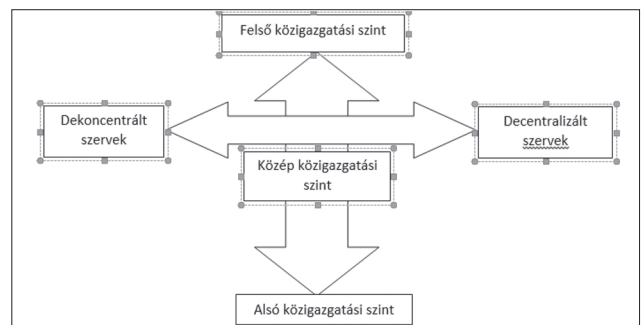 Felső közigazgatási szint
Dekoncentrált
szervek
Decentralizált
szervek
Közép közigazgatási
szint
Alsó közigazgatási szint